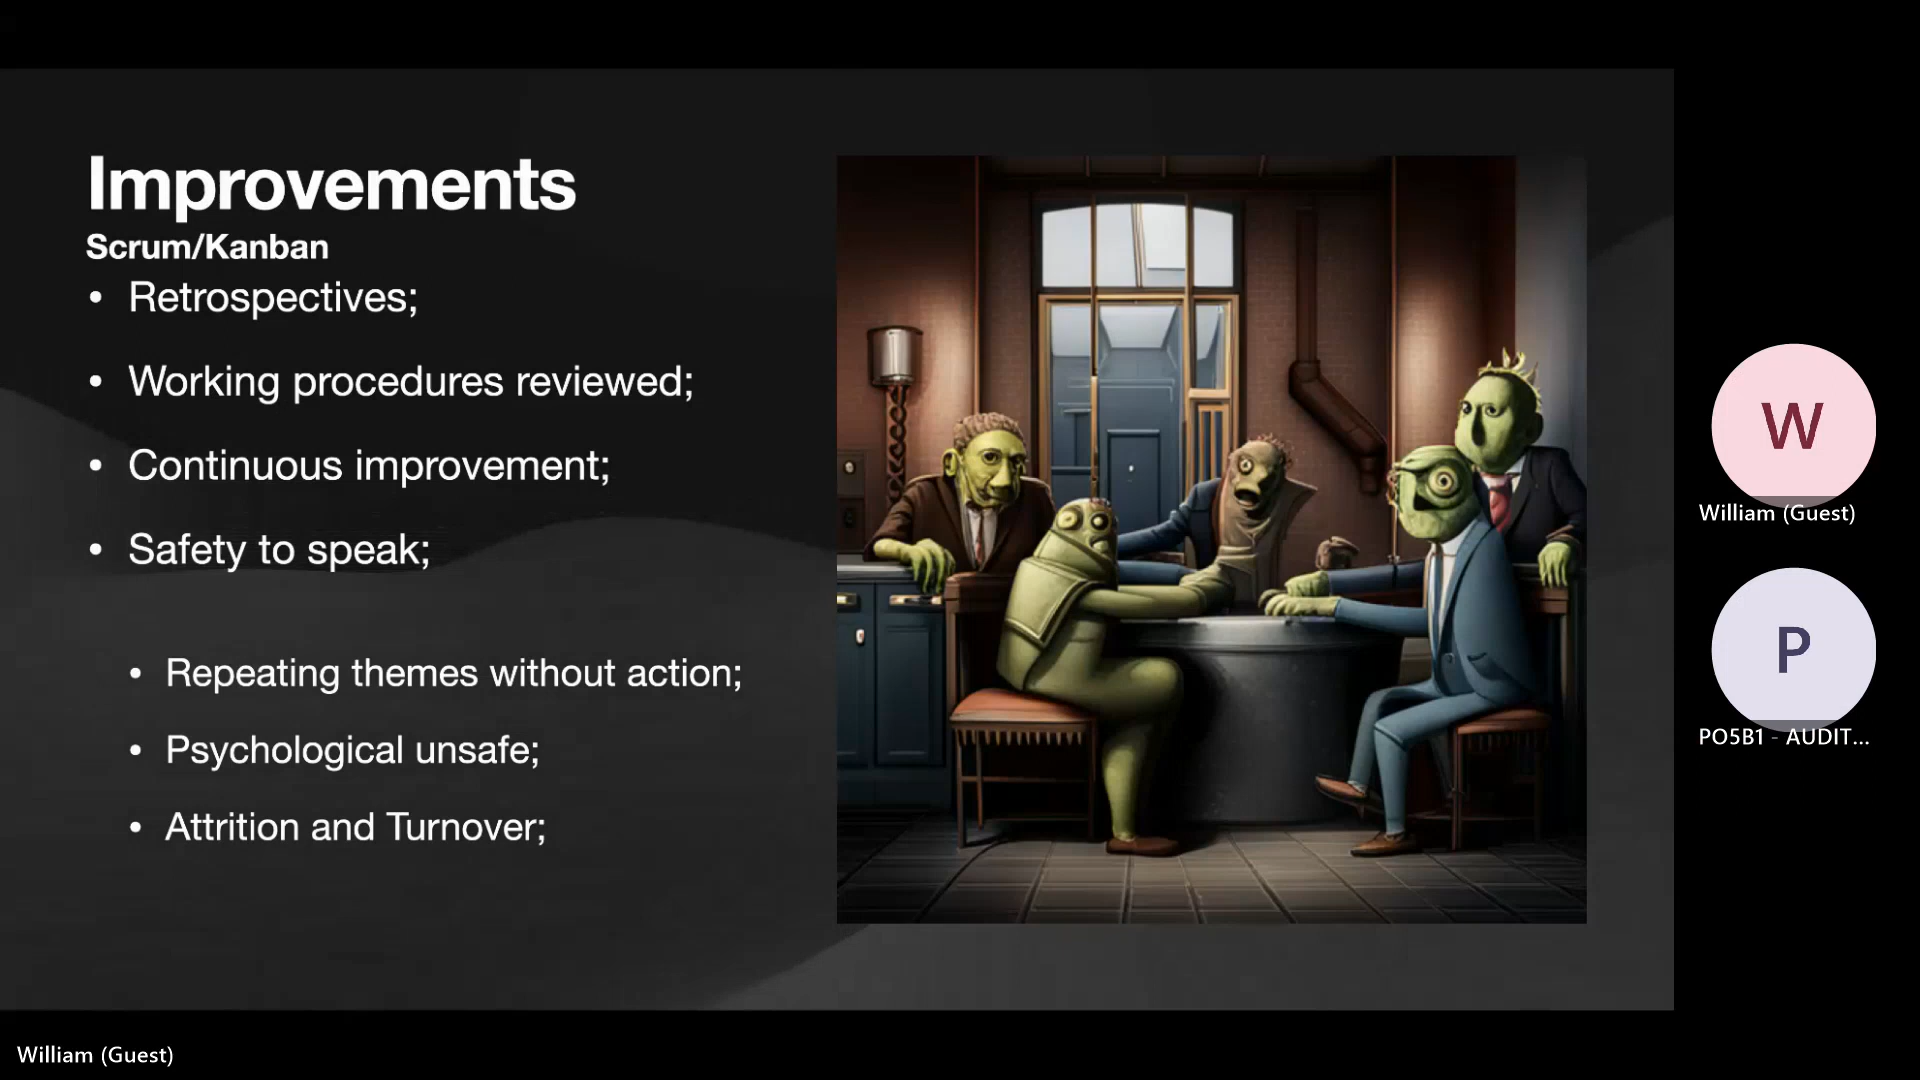 Improvements
Scrum/Kanban
• Retrospectives;
• Working procedures reviewed;
• Continuous improvement;
• Safety to speak;
• Repeating themes without action;
• Psychological unsafe;
• Attrition and Turnover;
W
William (Guest)
P
PO5B1 - AUDIT...
William (Guest)